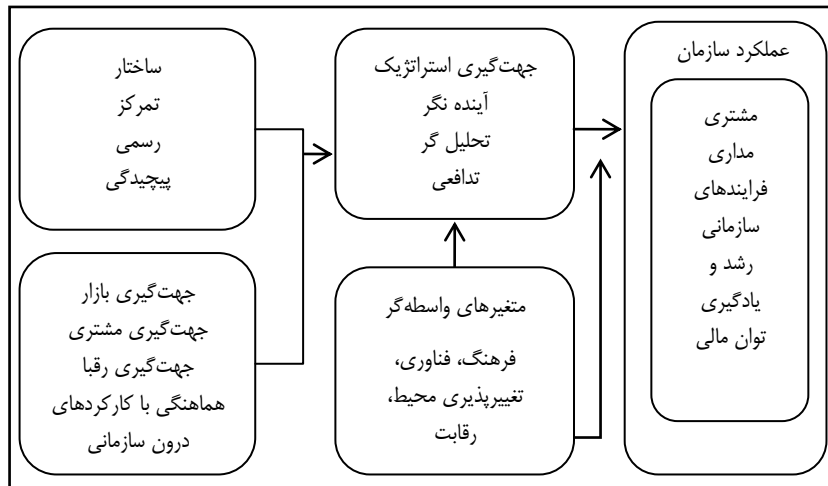 ساختار
تمرکز
رسمی
پیچیدگی
جهت‌گیری بازار
جهت‌گیری مشتری
جهت‌گیری رقبا
هماهنگی با کارکردهای
درون سازمانی
جهت‌گیری استراتژیک
آینده نگر
تحلیل گر
تدافعی
متغیرهای واسطه‌گر
فرهنگ، فناوری،
تغییرپذیری محیط،
رقابت
عملکرد سازمان
مشتری
مداری
فرایندهای
سازمانی
رشد و
یادگیری
توان مالی